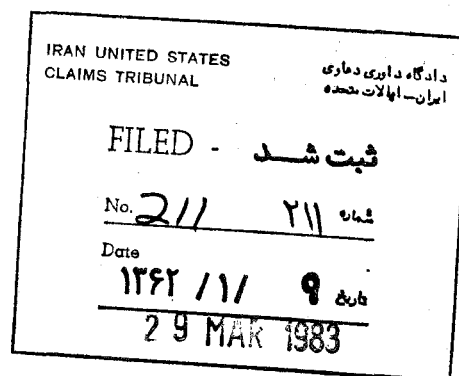 IRAN UNITED STATES
CLAIMS TRIBUNAL
دادگاه داوری دعاوی
ایران ـ ایالات متحده
FILED - ثبت شد
No. 211 ۲۱۱ شماره
Date
۱۳۶۲ /۱/ ۹ تاریخ
29 MAR 1983